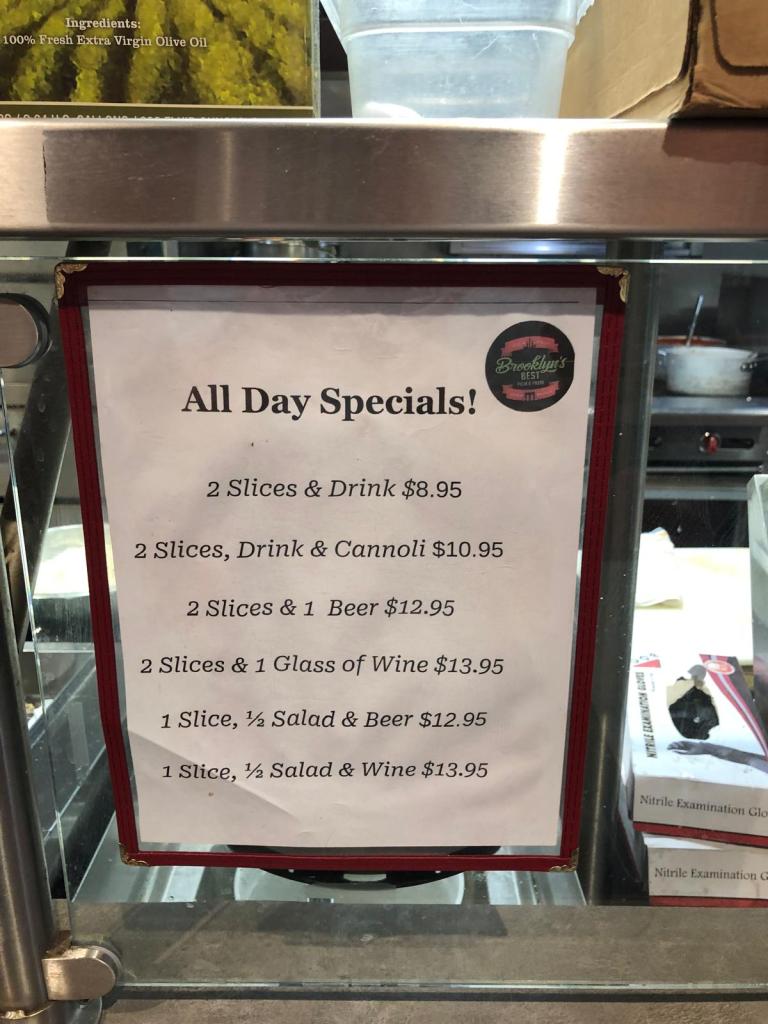 Ingredients:
100% Fresh Extra Virgin Olive Oil
All Day Specials!
Brooklyn's
BEST
2 Slices & Drink $8.95
2 Slices, Drink & Cannoli $10.95
2 Slices & 1 Beer $12.95
2 Slices & 1 Glass of Wine $13.95
1 Slice, ½ Salad & Beer $12.95
1 Slice, ½ Salad & Wine $13.95
NITRILE EXAMINATION GLOVES
Nitrile Examination Glo
Nitrile Examination G